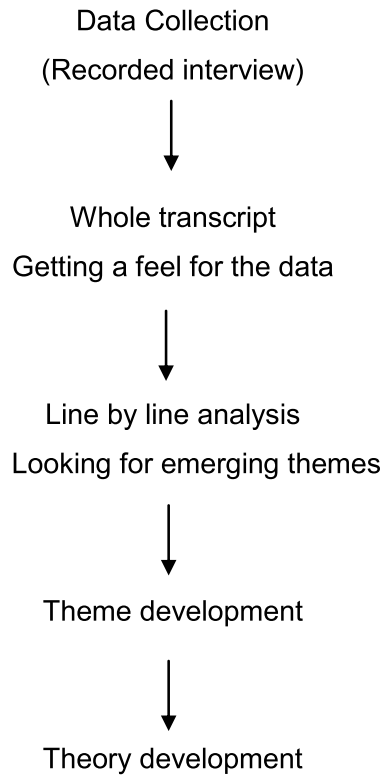 Data Collection
(Recorded interview)
Whole transcript
Getting a feel for the data
Line by line analysis
Looking for emerging themes
Theme development
Theory development